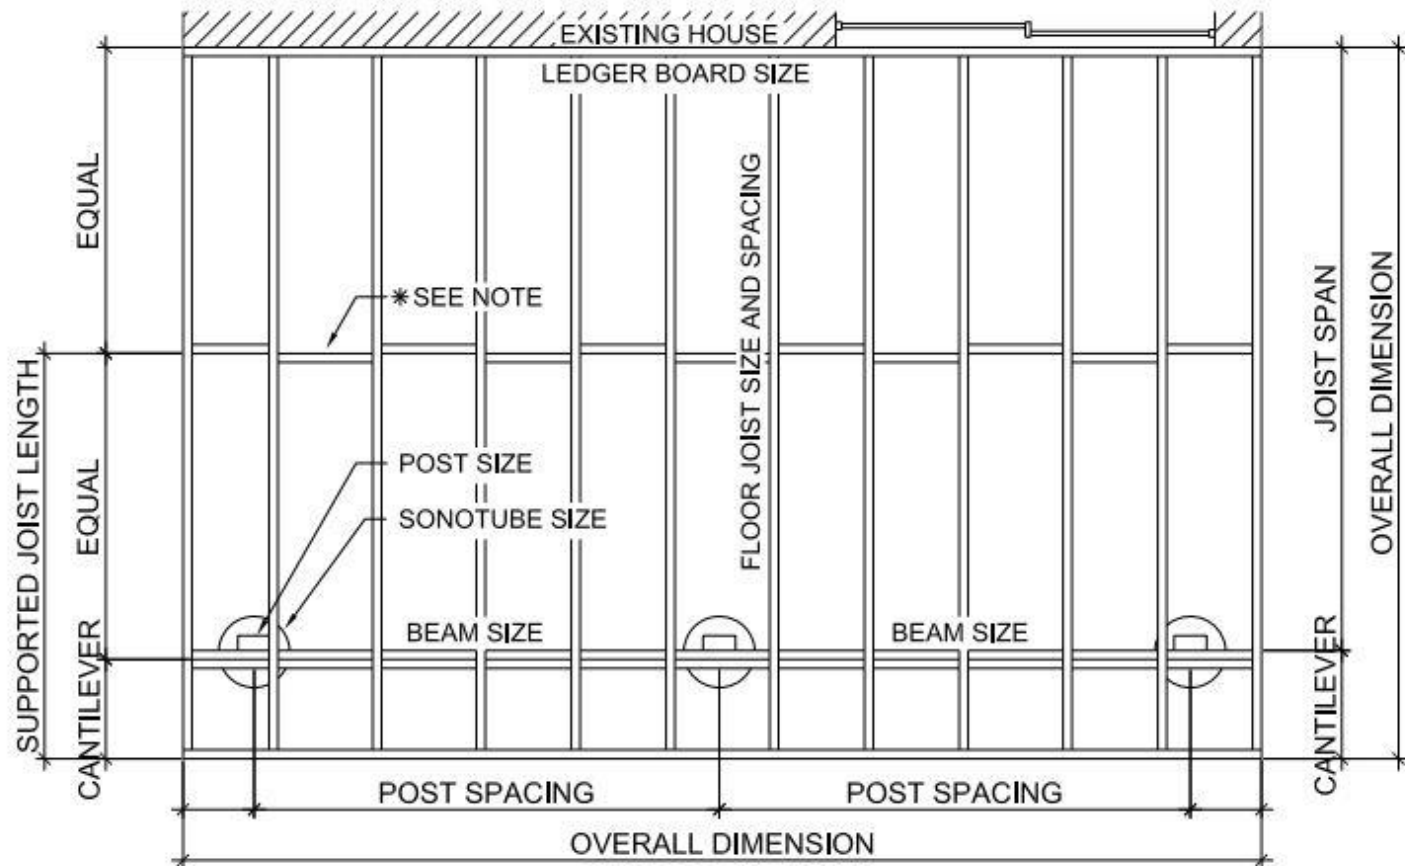 EXISTING HOUSE
LEDGER BOARD SIZE
EQUAL
FLOOR JOIST SIZE AND SPACING
JOIST SPAN
OVERALL DIMENSION
*SEE NOTE
SUPPORTED JOIST LENGTH
EQUAL
POST SIZE
SONOTUBE SIZE
BEAM SIZE
BEAM SIZE
CANTILEVER
CANTILEVER
POST SPACING
POST SPACING
OVERALL DIMENSION